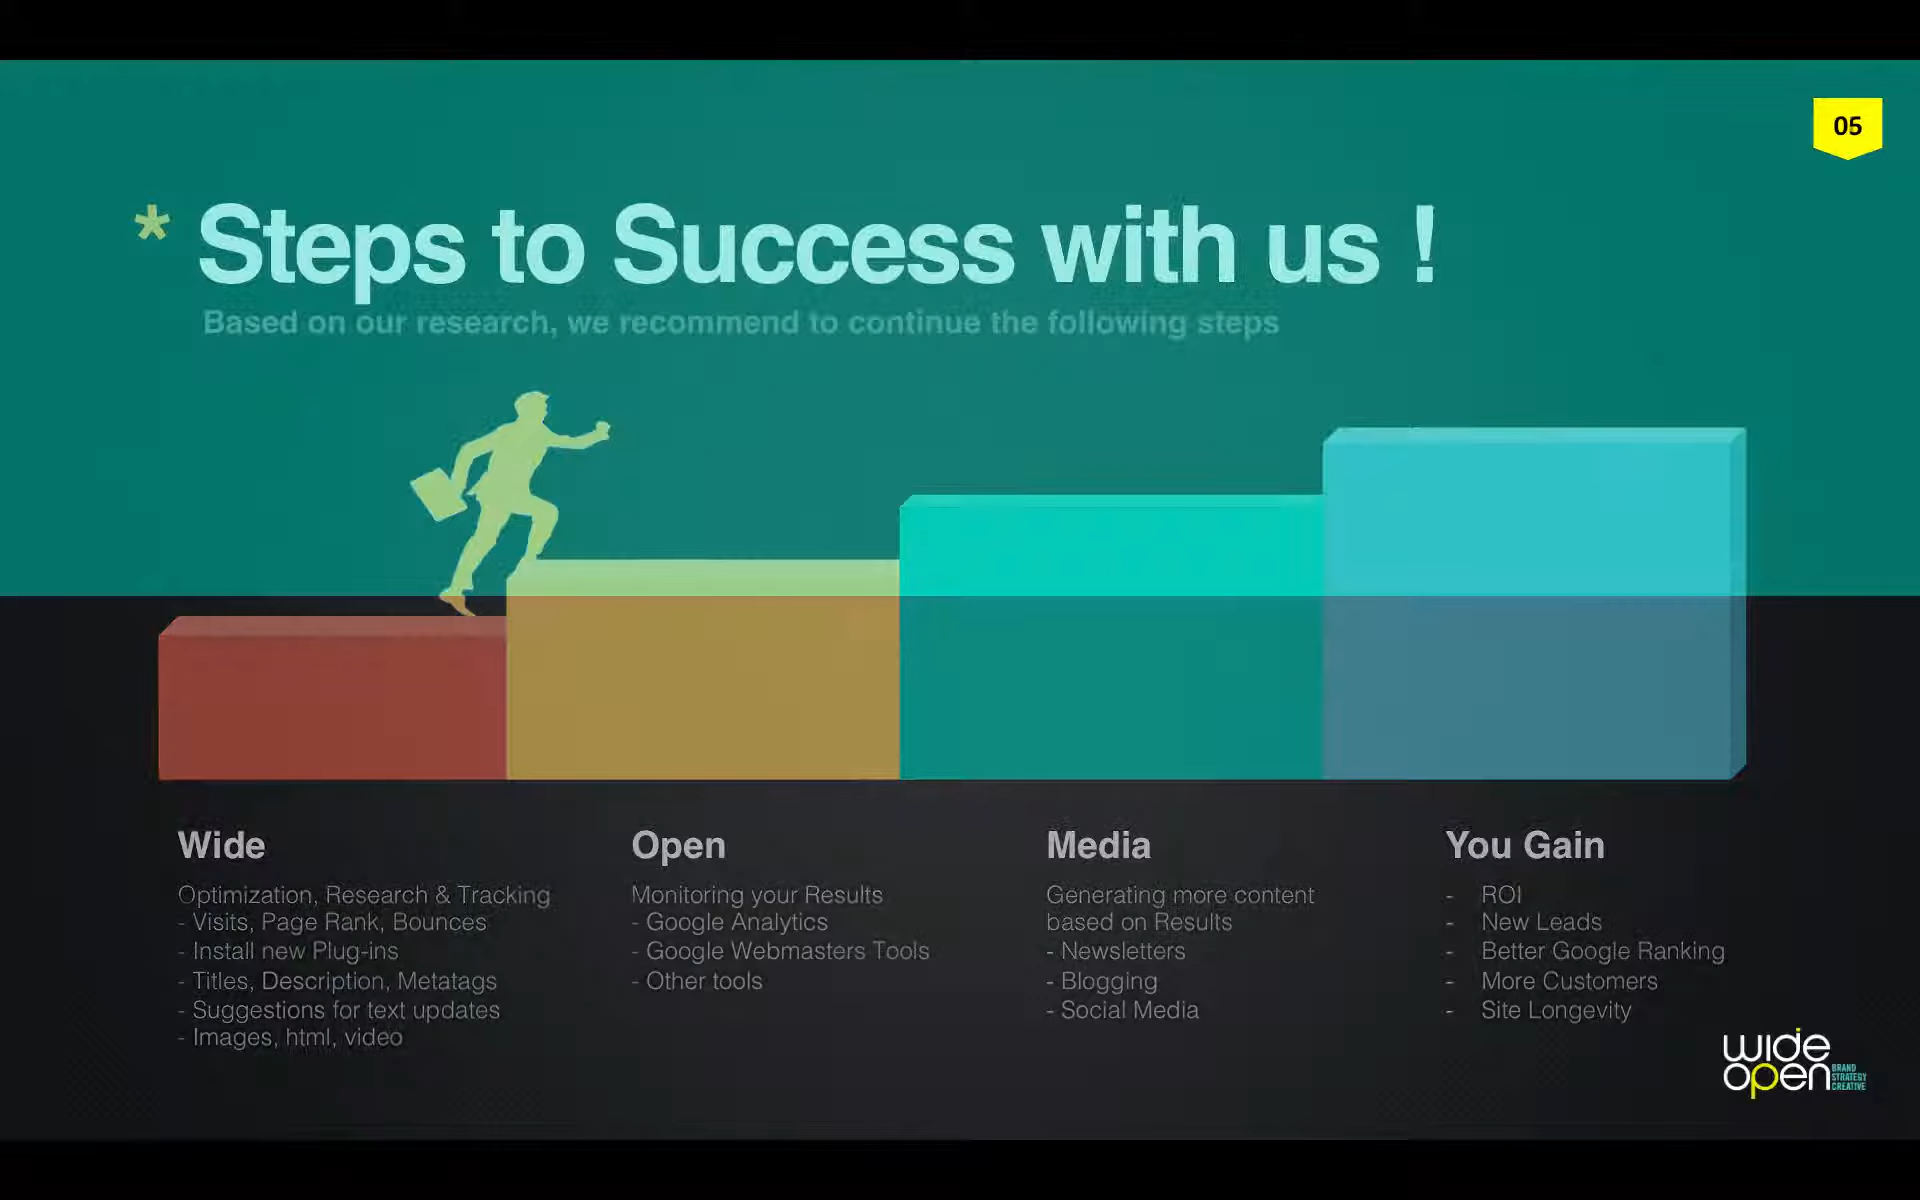 05
* Steps to Success with us !
Based on our research, we recommend to continue the following steps
Wide
Optimization, Research & Tracking
- Visits, Page Rank, Bounces
- Install new Plug-ins
- Titles, Description, Metatags
- Suggestions for text updates
- Images, html, video
Open
Monitoring your Results
- Google Analytics
- Google Webmasters Tools
- Other tools
Media
Generating more content
based on Results
- Newsletters
- Blogging
- Social Media
You Gain
- ROI
- New Leads
- Better Google Ranking
- More Customers
- Site Longevity
wide
open
BRAND
STRATEGY
CREATIVE